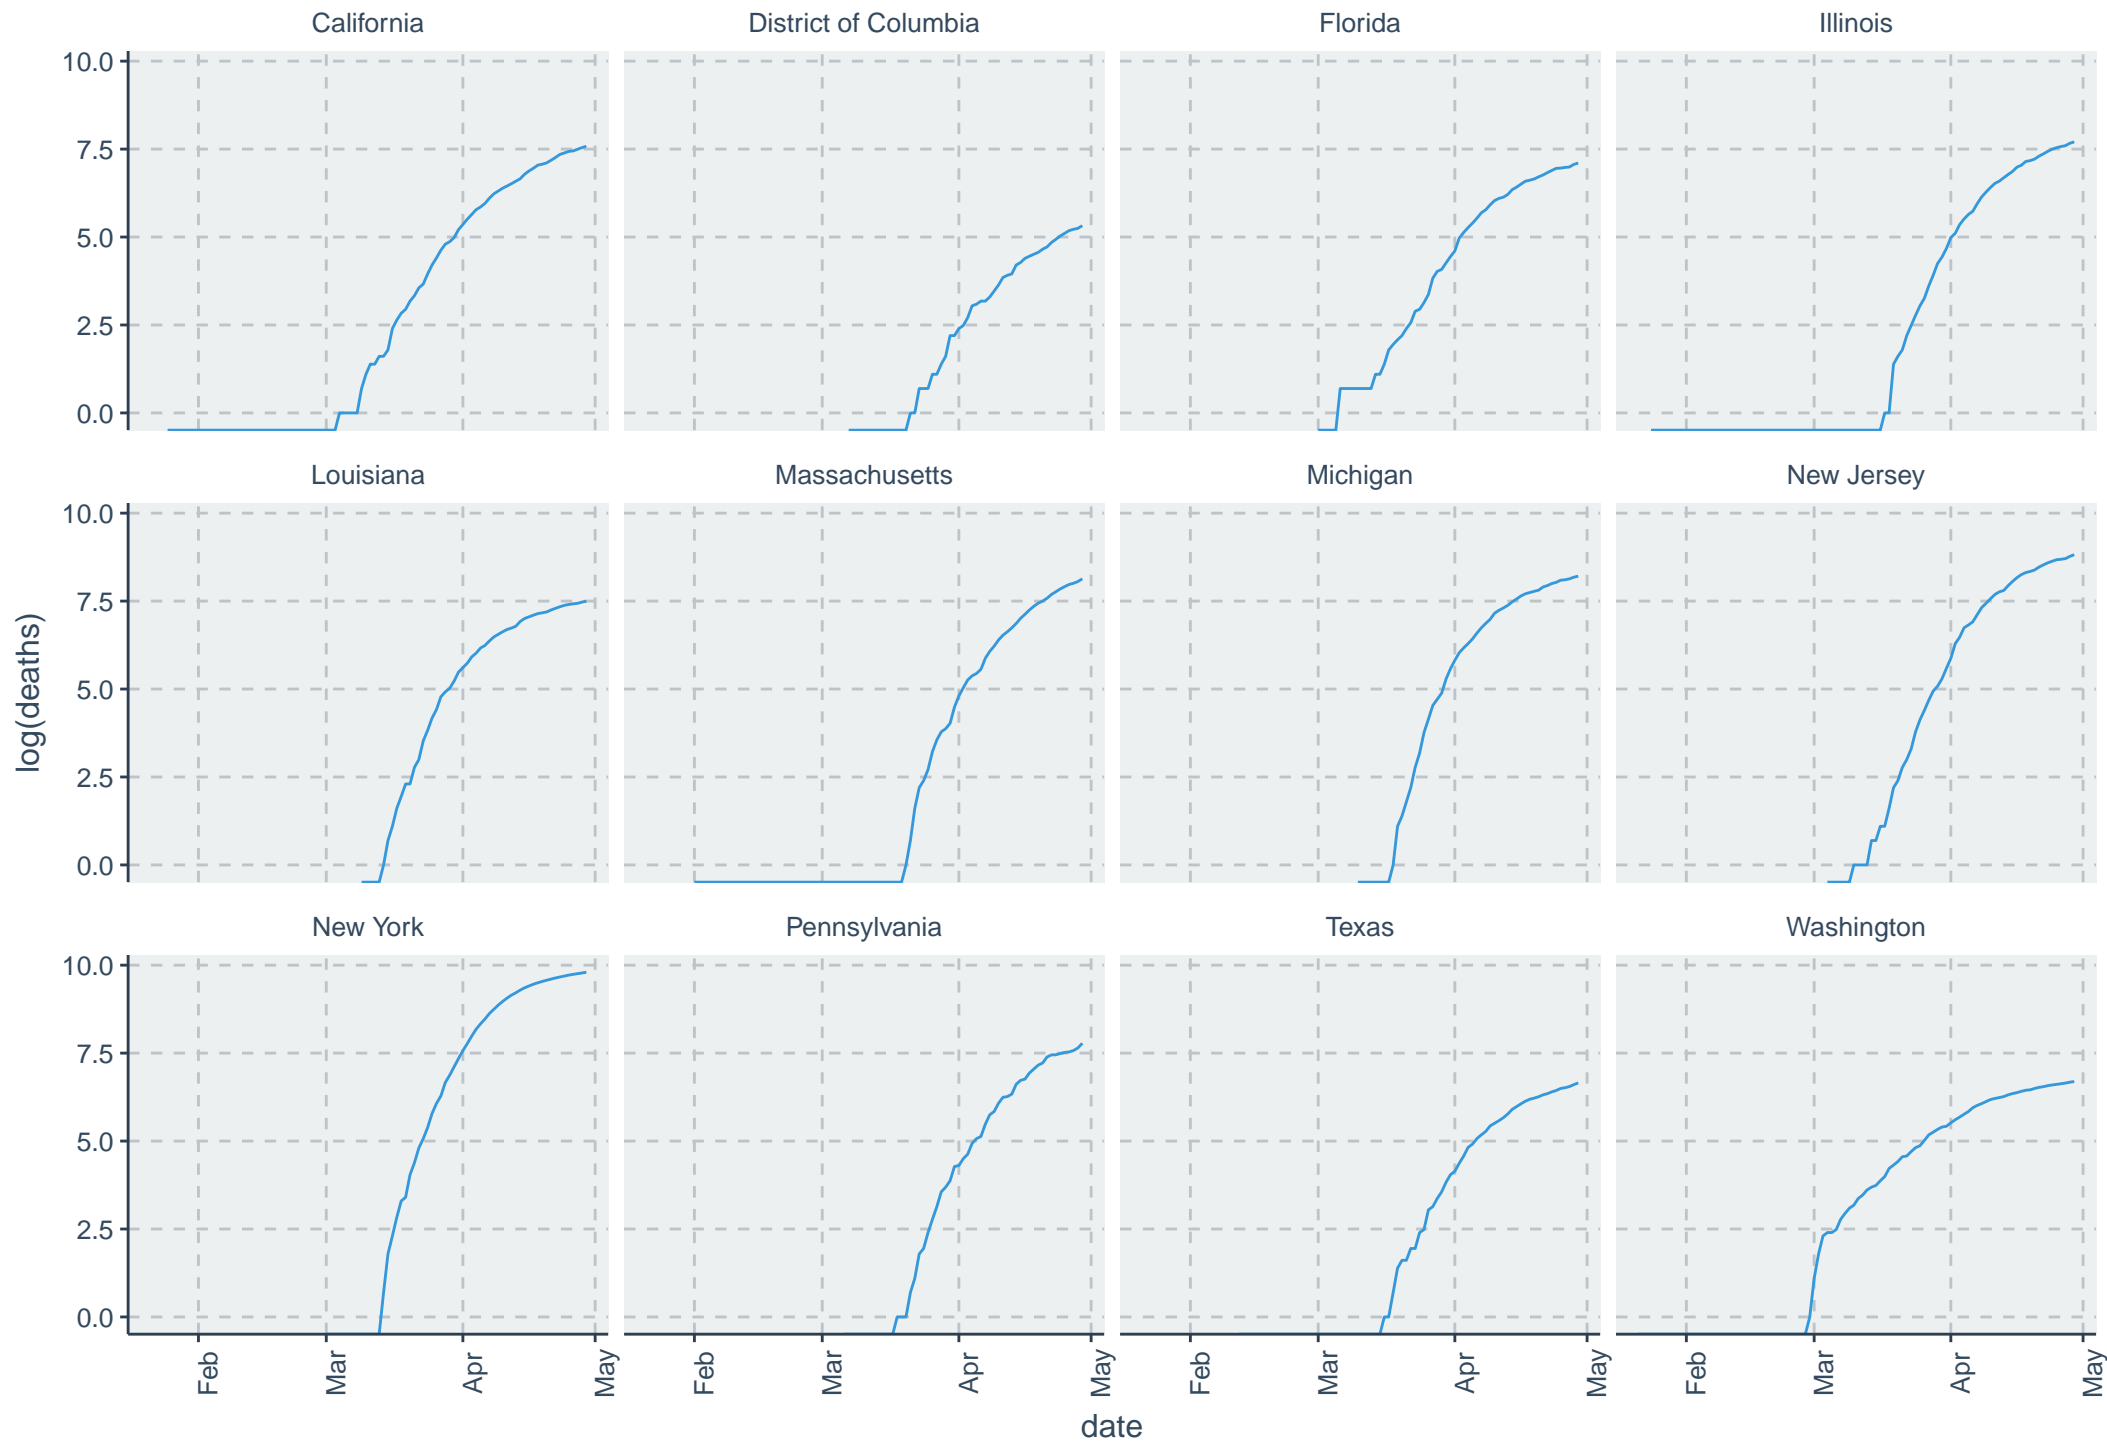 California
District of Columbia
Florida
Illinois
10.0
7.5
5.0
2.5
0.0
Louisiana
Massachusetts
Michigan
New Jersey
10.0
7.5
5.0
2.5
0.0
log(deaths)
New York
Pennsylvania
Texas
Washington
10.0
7.5
5.0
2.5
0.0
Feb
Mar
Apr
May
Feb
Mar
Apr
May
Feb
Mar
Apr
May
Feb
Mar
Apr
May
date